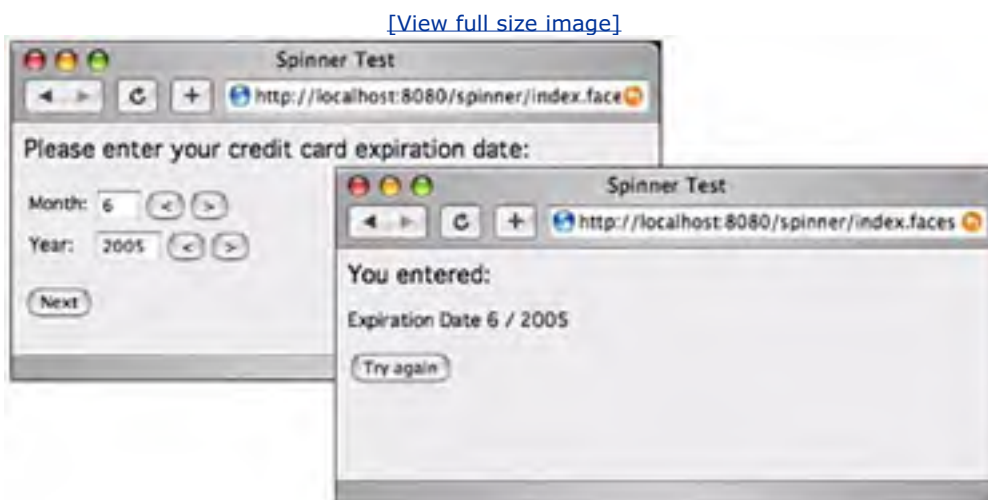 [View full size image]
Spinner Test
http://localhost:8080/spinner/index.face
Please enter your credit card expiration date:
Month: 6 < >
Year: 2005 < >
Next
Spinner Test
http://localhost:8080/spinner/index.faces
You entered:
Expiration Date 6 / 2005
Try again